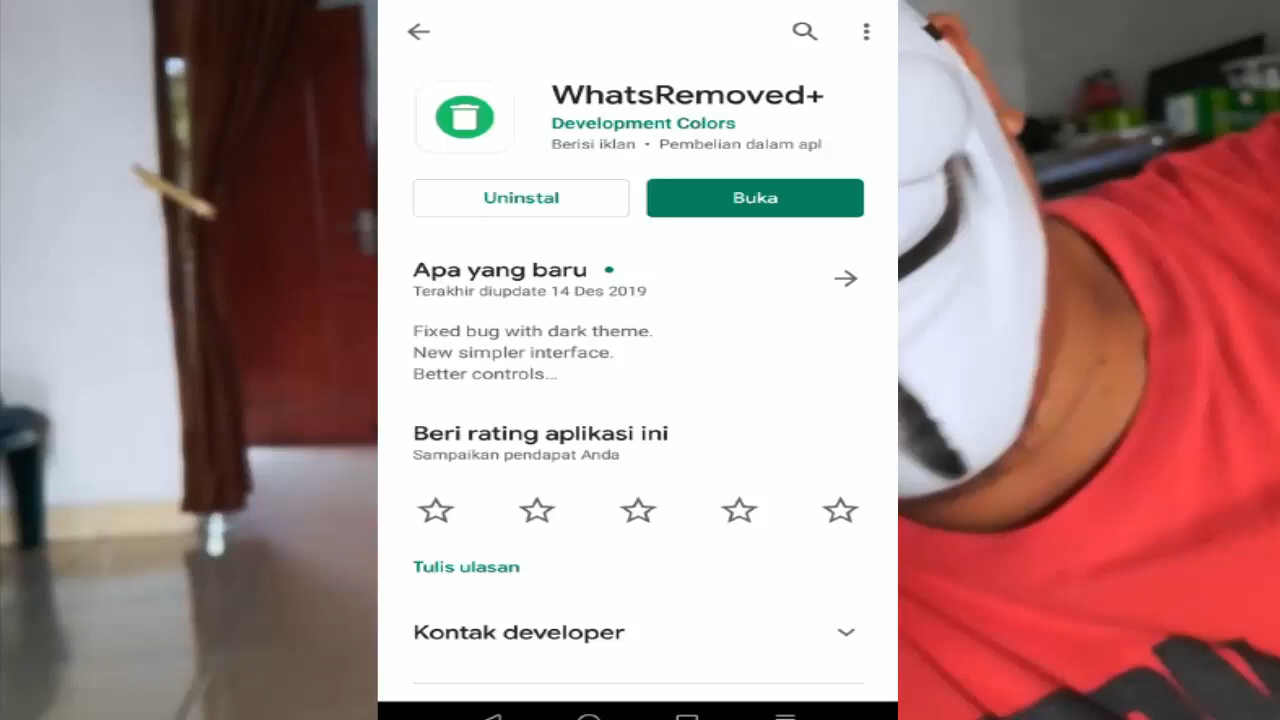 WhatsRemoved+
Development Colors
Berisi iklan • Pembelian dalam apl
Uninstal
Buka
Apa yang baru •
Terakhir diupdate 14 Des 2019
Fixed bug with dark theme.
New simpler interface.
Better controls...
Beri rating aplikasi ini
Sampaikan pendapat Anda
Tulis ulasan
Kontak developer